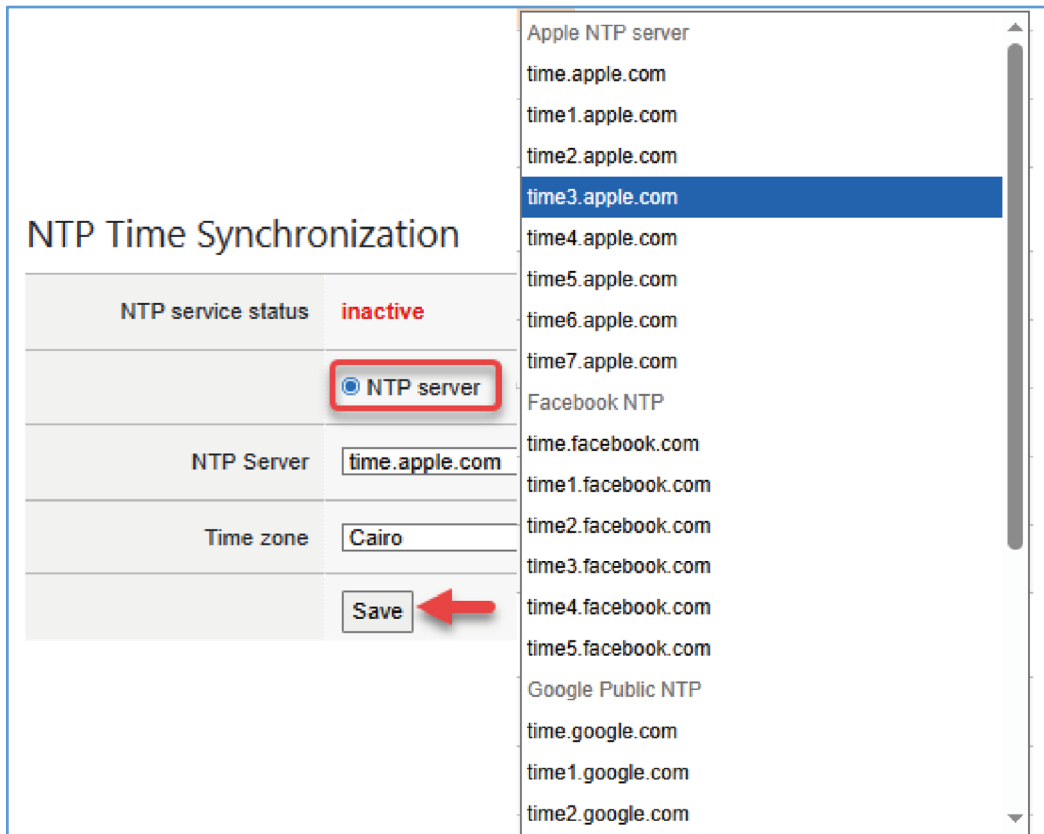 NTP Time Synchronization
NTP service status inactive
NTP server
NTP Server time.apple.com
Time zone Cairo
Save
Apple NTP server
time.apple.com
time1.apple.com
time2.apple.com
time3.apple.com
time4.apple.com
time5.apple.com
time6.apple.com
time7.apple.com
Facebook NTP
time.facebook.com
time1.facebook.com
time2.facebook.com
time3.facebook.com
time4.facebook.com
time5.facebook.com
Google Public NTP
time.google.com
time1.google.com
time2.google.com